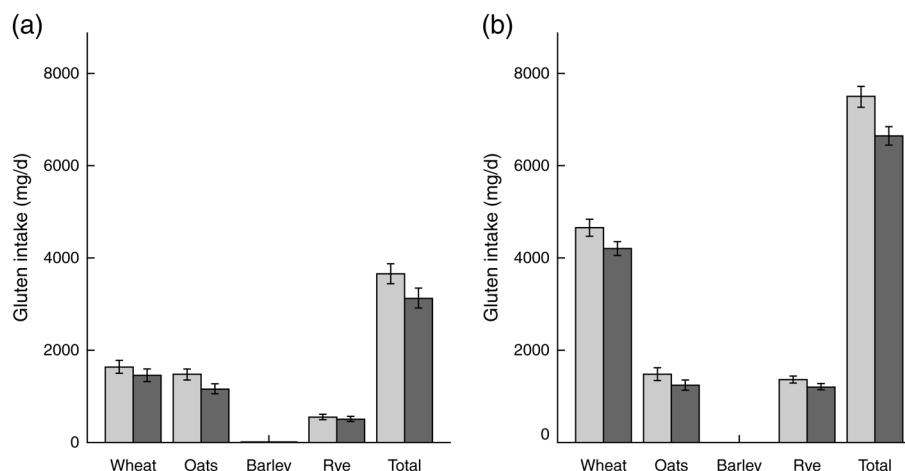 (a)
Gluten intake (mg/d)
8000
6000
4000
2000
0
Wheat Oats Barley Rye Total
(b)
Gluten intake (mg/d)
8000
6000
4000
2000
0
Wheat Oats Barley Rye Total